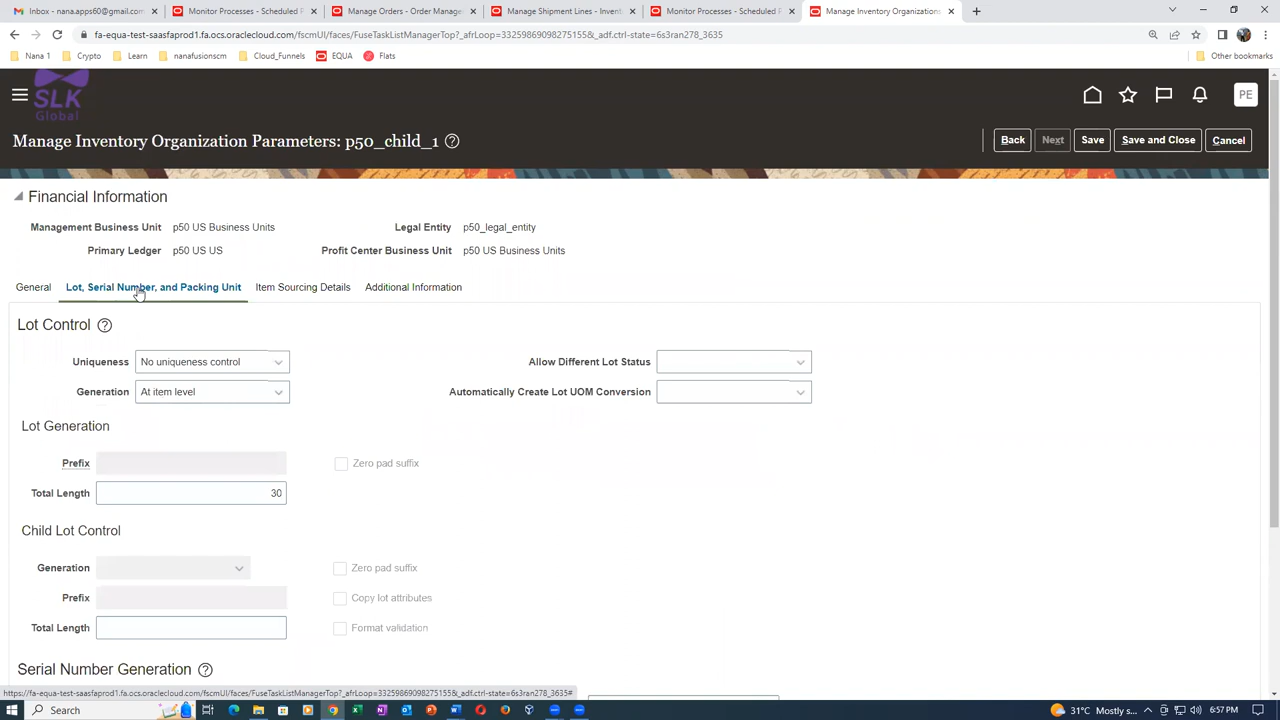 Inbox - nana.apps60@gmail.com
Monitor Processes - Scheduled P
Manage Orders - Order Manage
Manage Shipment Lines - Invent
Monitor Processes - Scheduled P
Manage Inventory Organizations
fa-equa-test-saasfaprod1.fa.ocs.oraclecloud.com/fscmUI/faces/FuseTaskListManagerTop?_afrLoop=33259869098275155&_adf.ctrl-state=6s3ran278_3635
Nana 1 Crypto Learn nanafusionscm Cloud_Funnels EQUA Flats Other bookmarks
SLK
Global
PE
Manage Inventory Organization Parameters: p50_child_1 ?
Back Next Save Save and Close Cancel
Financial Information
Management Business Unit p50 US Business Units Legal Entity p50_legal_entity
Primary Ledger p50 US US Profit Center Business Unit p50 US Business Units
General Lot, Serial Number, and Packing Unit Item Sourcing Details Additional Information
Lot Control ?
Uniqueness No uniqueness control Allow Different Lot Status
Generation At item level Automatically Create Lot UOM Conversion
Lot Generation
Prefix Zero pad suffix
Total Length 30
Child Lot Control
Generation Zero pad suffix
Prefix Copy lot attributes
Total Length Format validation
Serial Number Generation ?
https://fa-equa-test-saasfaprod1.fa.ocs.oraclecloud.com/fscmUI/faces/FuseTaskListManagerTop?_afrLoop=33259869098275155&_adf.ctrl-state=6s3ran278_3635#
Search 31°C Mostly s... 6:57 PM